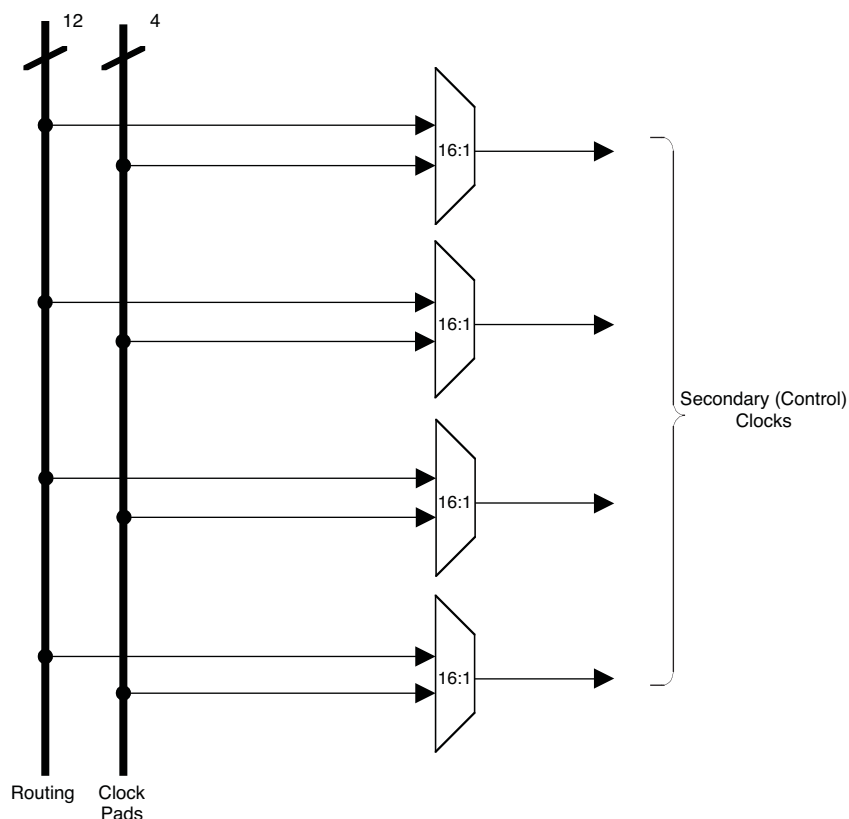 12
4
16:1
16:1
Secondary (Control)
Clocks
16:1
16:1
Routing
Clock
Pads